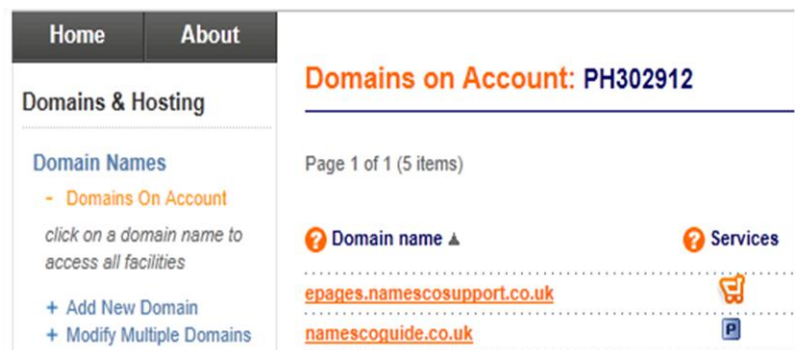 Home About
Domains & Hosting
Domain Names
- Domains On Account
click on a domain name to
access all facilities
+ Add New Domain
+ Modify Multiple Domains
Domains on Account: PH302912
Page 1 of 1 (5 items)
? Domain name ▲ ? Services
epages.namescosupport.co.uk
namescoguide.co.uk P